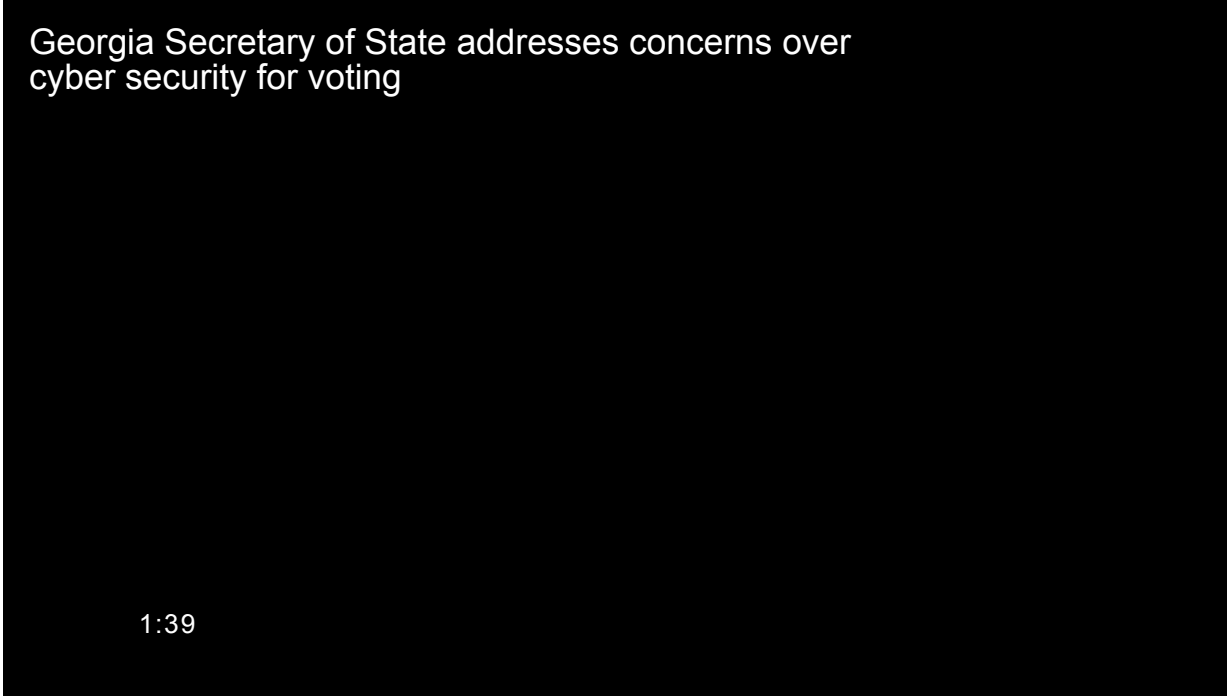 Georgia Secretary of State addresses concerns over
cyber security for voting
1:39